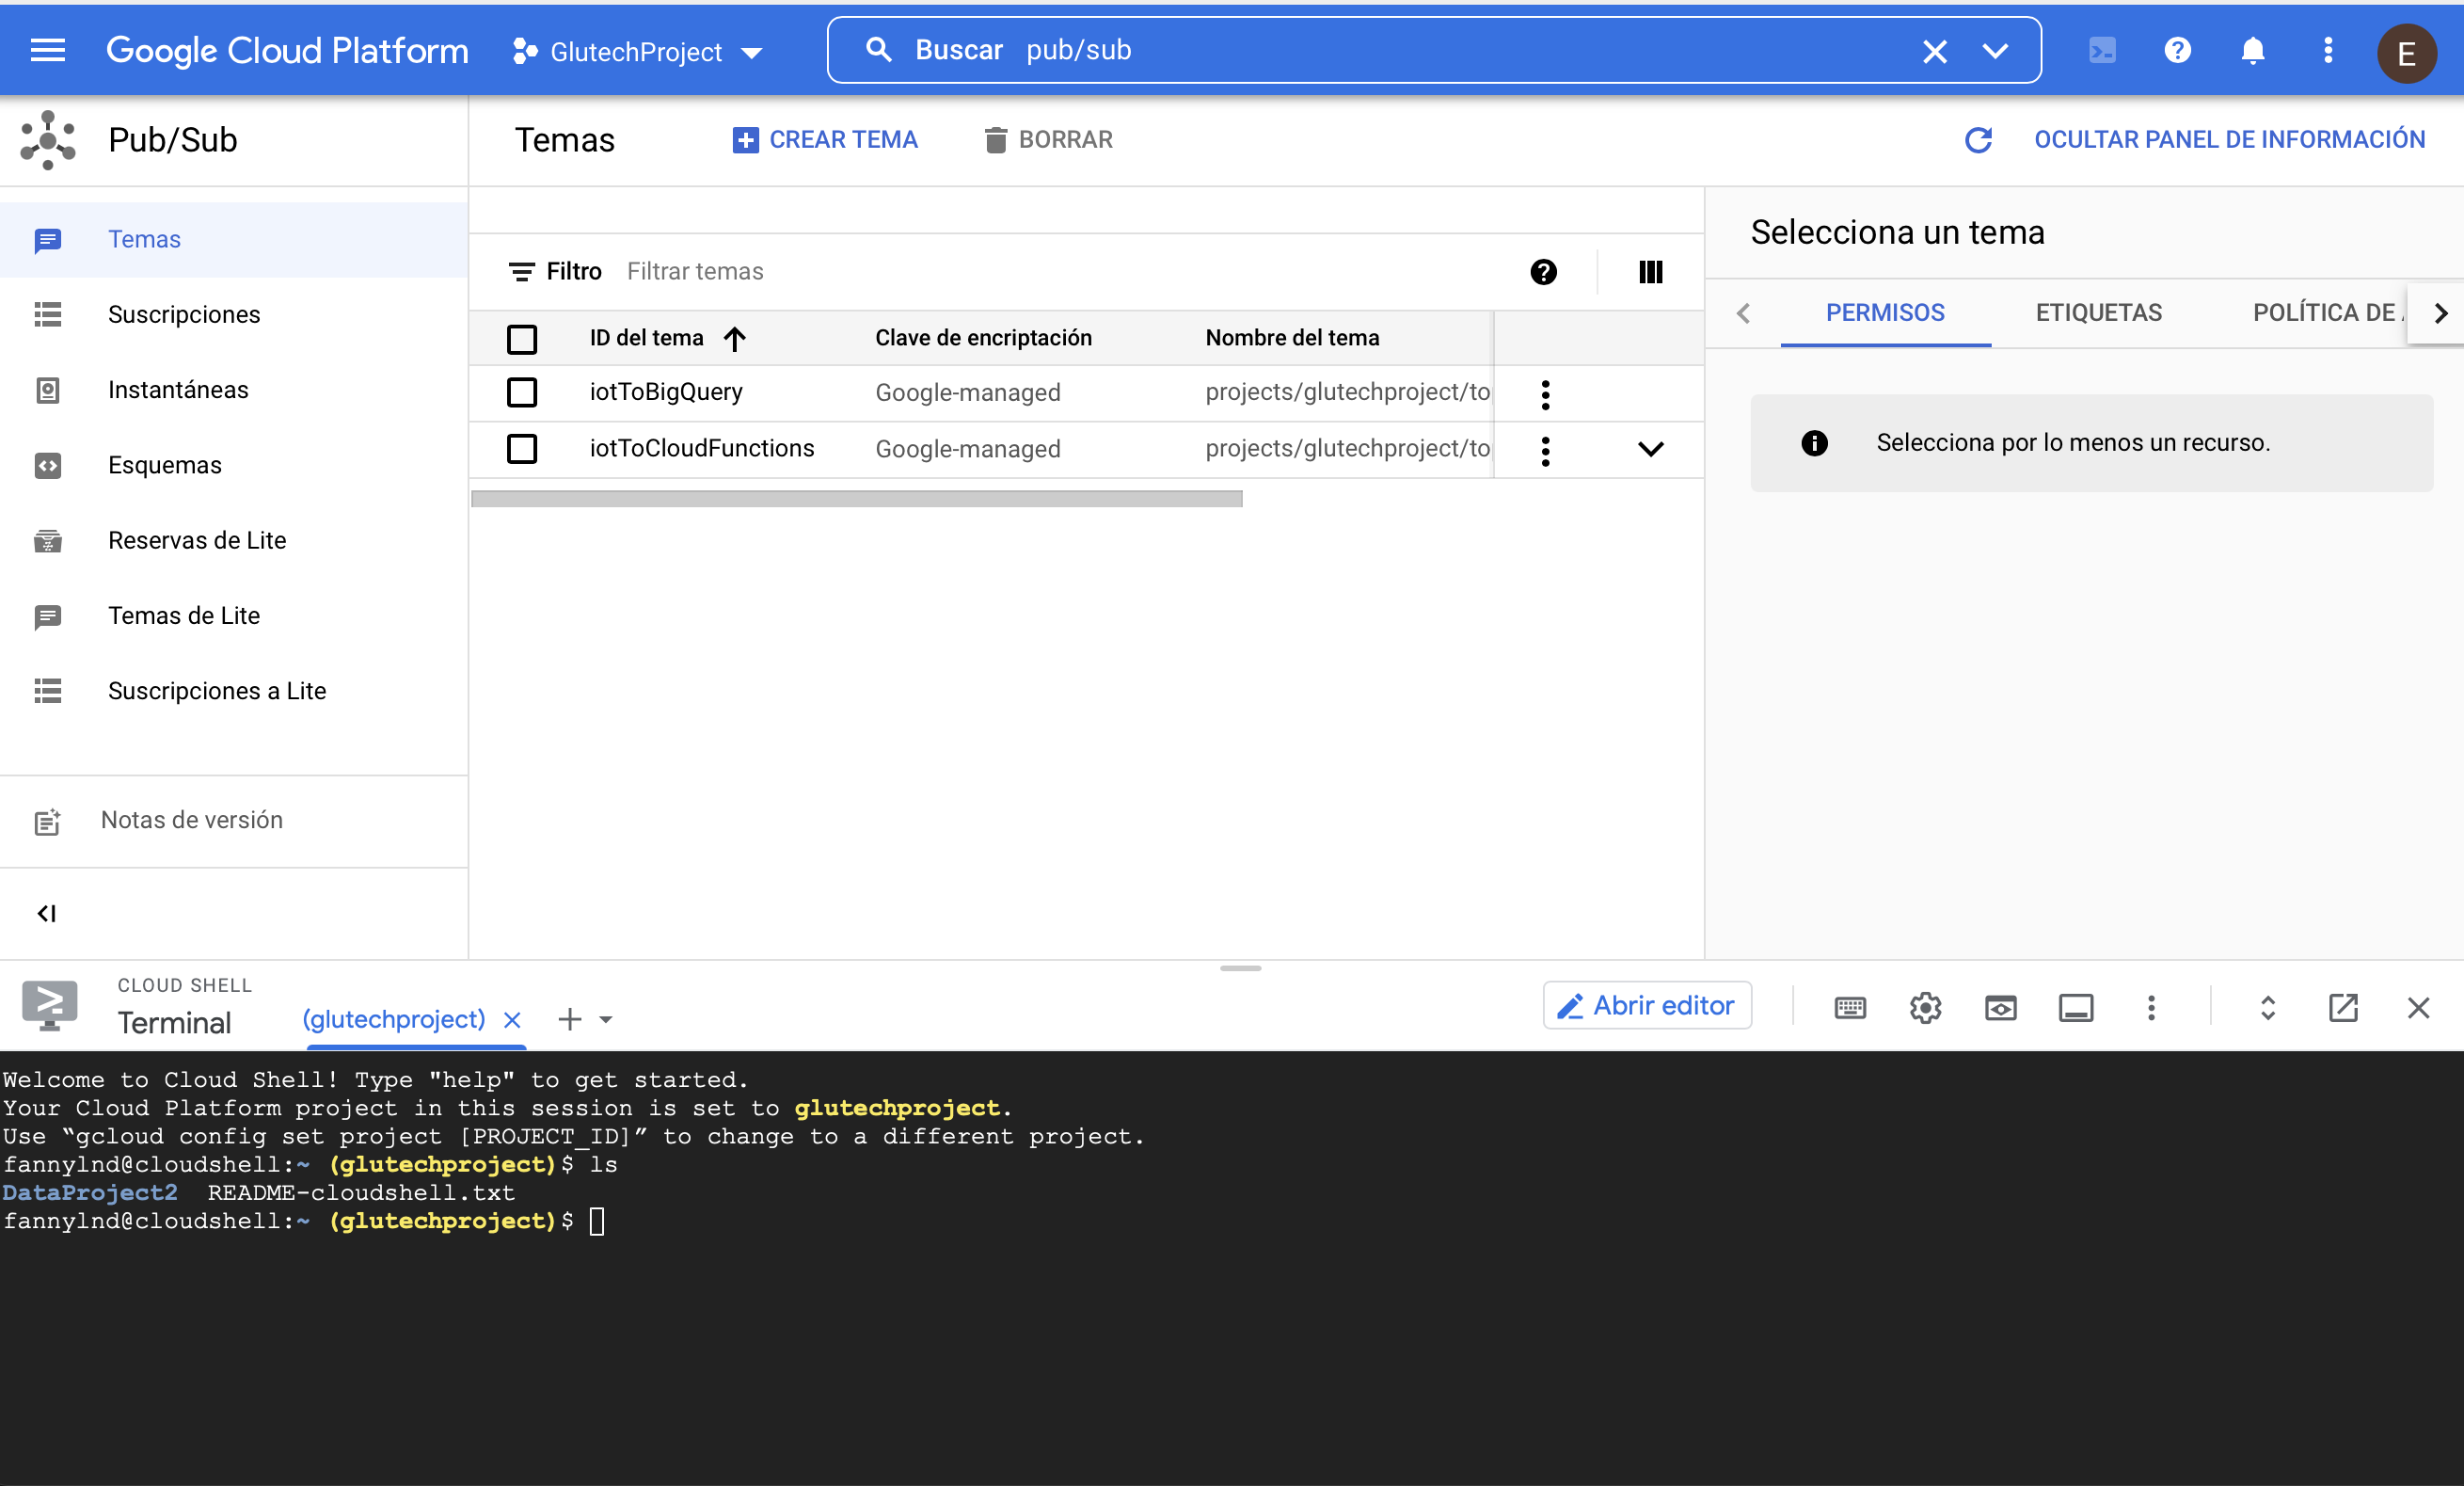 Google Cloud Platform GlutechProject Buscar pub/sub E
Pub/Sub
Temas CREAR TEMA BORRAR OCULTAR PANEL DE INFORMACIÓN
Temas
Suscripciones
Instantáneas
Esquemas
Reservas de Lite
Temas de Lite
Suscripciones a Lite
Notas de versión
Filtro Filtrar temas
ID del tema Clave de encriptación Nombre del tema
iotToBigQuery Google-managed projects/glutechproject/to
iotToCloudFunctions Google-managed projects/glutechproject/to
Selecciona un tema
PERMISOS ETIQUETAS POLÍTICA DE
Selecciona por lo menos un recurso.
CLOUD SHELL
Terminal (glutechproject) Abrir editor
Welcome to Cloud Shell! Type "help" to get started.
Your Cloud Platform project in this session is set to glutechproject.
Use “gcloud config set project [PROJECT_ID]” to change to a different project.
fannylnd@cloudshell:~ (glutechproject)$ ls
DataProject2 README-cloudshell.txt
fannylnd@cloudshell:~ (glutechproject)$